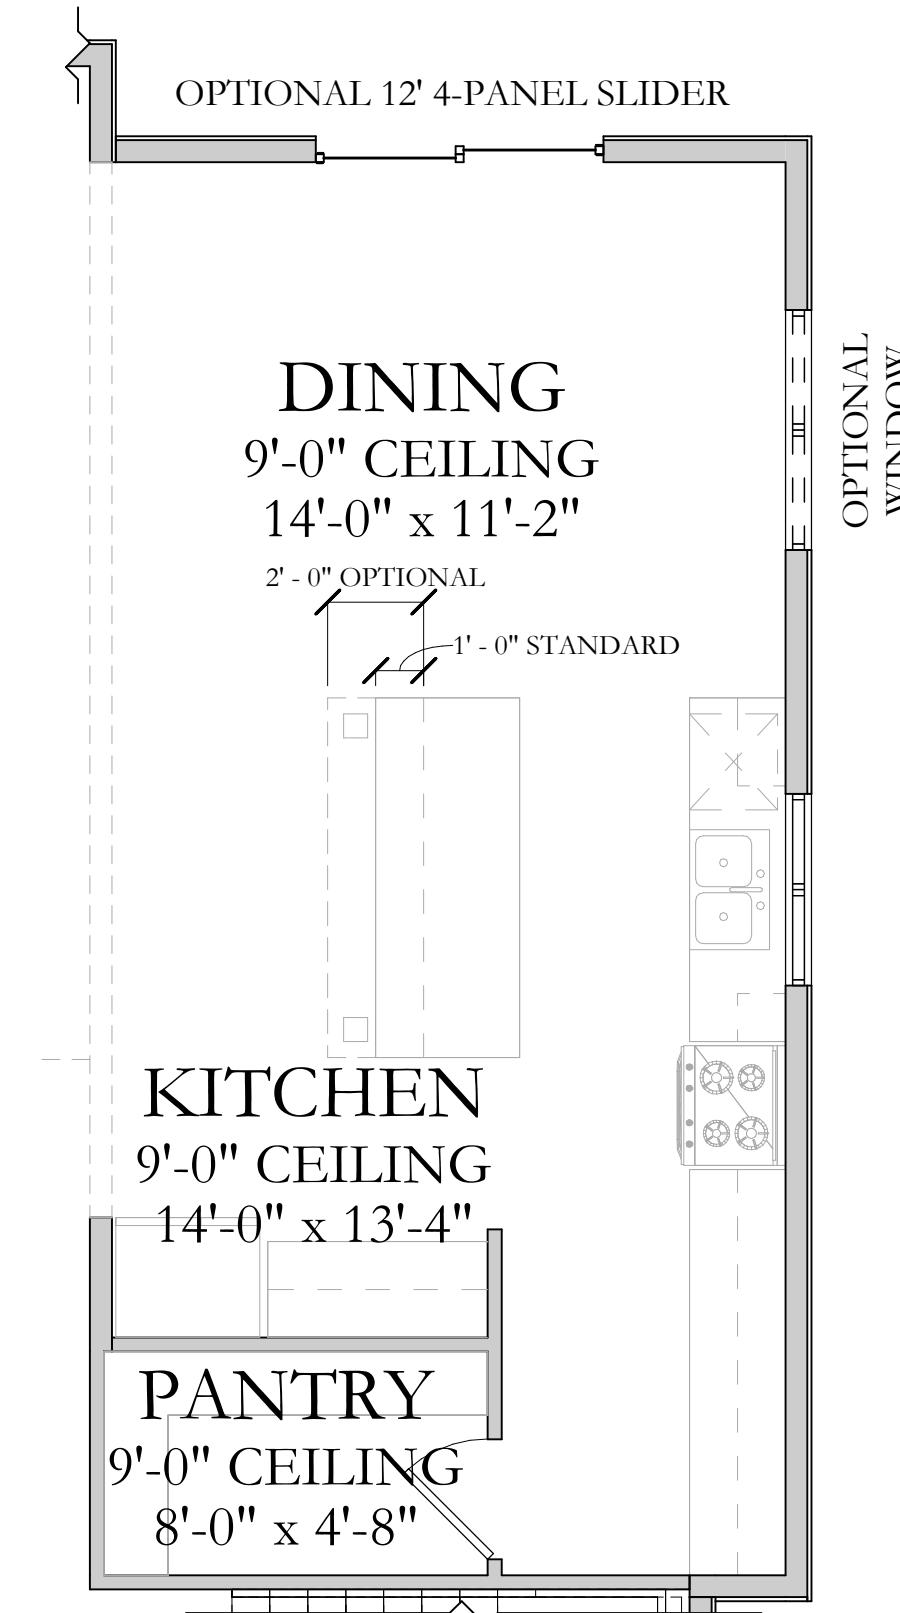 OPTIONAL 12' 4-PANEL SLIDER
OPTIONAL
WINDOW
DINING
9'-0" CEILING
14'-0" x 11'-2"
2' - 0" OPTIONAL
1' - 0" STANDARD
KITCHEN
9'-0" CEILING
14'-0" x 13'-4"
PANTRY
9'-0" CEILING
8'-0" x 4'-8"